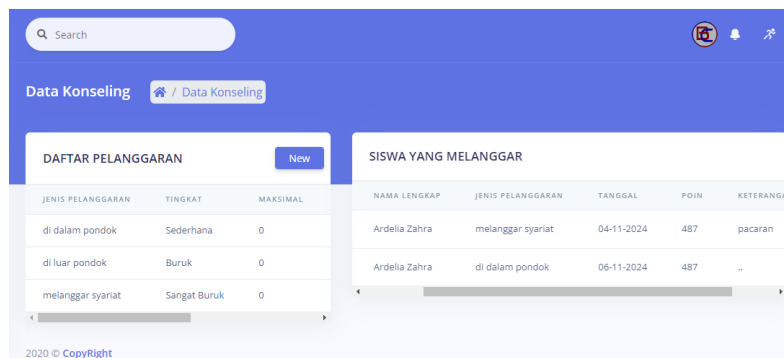 Search
Data Konseling
/ Data Konseling
DAFTAR PELANGGARAN
New
JENIS PELANGGARAN TINGKAT MAKSIMAL
di dalam pondok Sederhana 0
di luar pondok Buruk 0
melanggar syariat Sangat Buruk 0
SISWA YANG MELANGGAR
NAMA LENGKAP JENIS PELANGGARAN TANGGAL POIN KETERANGA
Ardelia Zahra melanggar syariat 04-11-2024 487 pacaran
Ardelia Zahra di dalam pondok 06-11-2024 487 ..
2020 © CopyRight